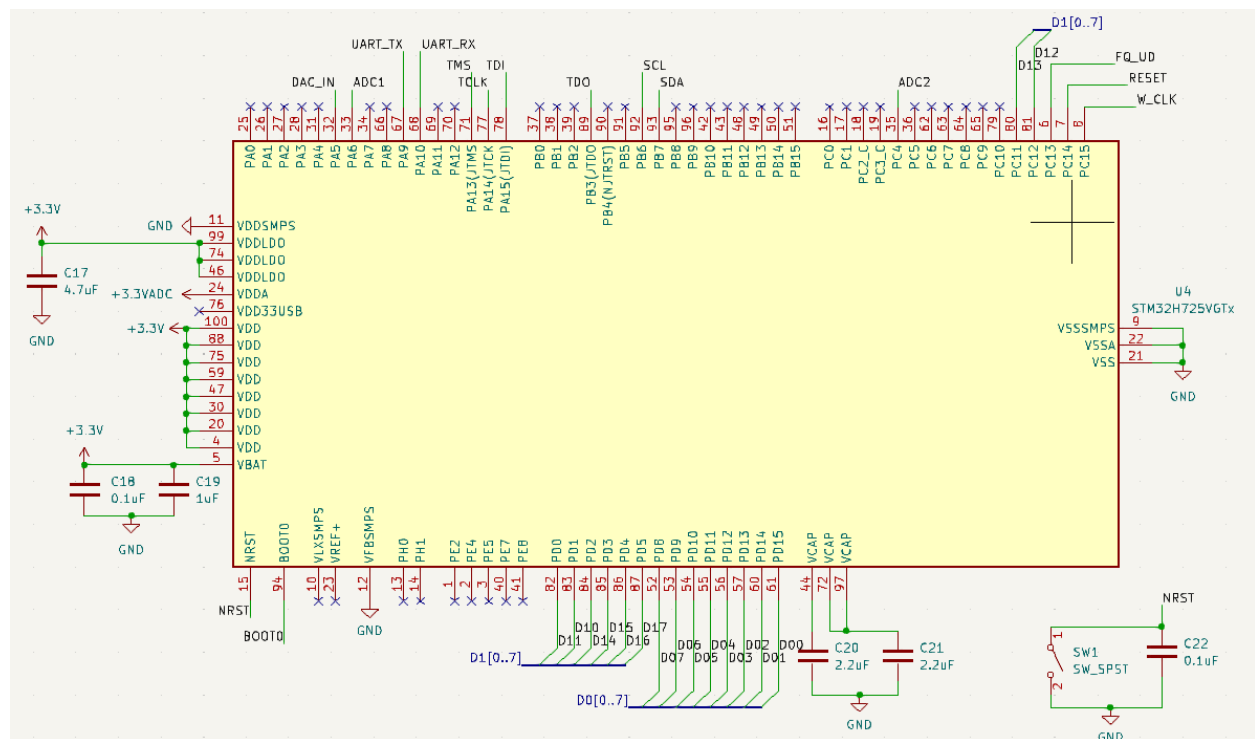 D1[0..7]
UART_TX
UART_RX
D12
FQ_UD
TMS
TDI
SCL
D13
RESET
DAC_IN
ADC1
TCLK
TDO
SDA
ADC2
W_CLK
25 26 27 28 31 32 33 34 66 67 68 69 70 71 77 78
37 38 39 89 90 91 92 93 95 96 42 43 48 49 50 51
16 17 18 19 35 36 62 63 64 65 79 80 81 6 7 8
PA0 PA1 PA2 PA3 PA4 PA5 PA6 PA7 PA8 PA9 PA10 PA11 PA12 PA13(JTMS) PA14(JTCK) PA15(JTDI)
PB0 PB1 PB2 PB3(JTDO) PB4(NJTRST) PB5 PB6 PB7 PB8 PB9 PB10 PB11 PB12 PB13 PB14 PB15
PC0 PC1 PC2_C PC3_C PC4 PC5 PC6 PC7 PC8 PC9 PC10 PC11 PC12 PC13 PC14 PC15
+3.3V
GND
11 VDDSMPS
99 VDDLDO
74 VDDLDO
46 VDDLDO
C17
4.7uF
GND
+3.3VADC
24 VDDA
76 VDD33USB
+3.3V
100 VDD
88 VDD
75 VDD
59 VDD
47 VDD
30 VDD
20 VDD
4 VDD
+3.3V
5 VBAT
C18
0.1uF
C19
1uF
GND
U4
STM32H725VGTx
VSSSMPS 9
VSSA 22
VSS 21
GND
NRST BOOT0 VLXSMPS VREF+ VFBSMPS PH0 PH1 PE2 PE4 PE5 PE7 PE8
PD0 PD1 PD2 PD3 PD4 PD5 PD8 PD9 PD10 PD11 PD12 PD13 PD14 PD15
VCAP VCAP VCAP
15 94 10 23 12 13 14 1 2 3 40 41
82 83 84 85 86 87 52 53 54 55 56 57 60 61
44 72 97
NRST
BOOT0
GND
D11 D10 D14 D15 D16 D17
D1[0..7]
D07 D06 D05 D04 D03 D02 D01 D00
D0[0..7]
C20
2.2uF
C21
2.2uF
GND
NRST
1
SW1
SW_SPST
2
C22
0.1uF
GND